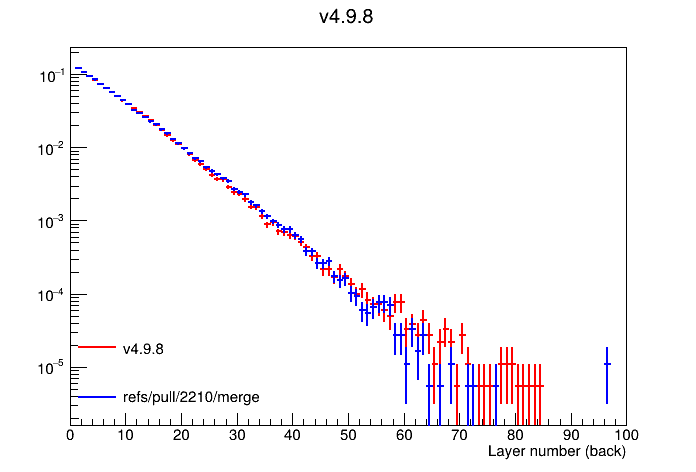 v4.9.8
10⁻¹
10⁻²
10⁻³
10⁻⁴
10⁻⁵
v4.9.8
refs/pull/2210/merge
0 10 20 30 40 50 60 70 80 90 100
Layer number (back)